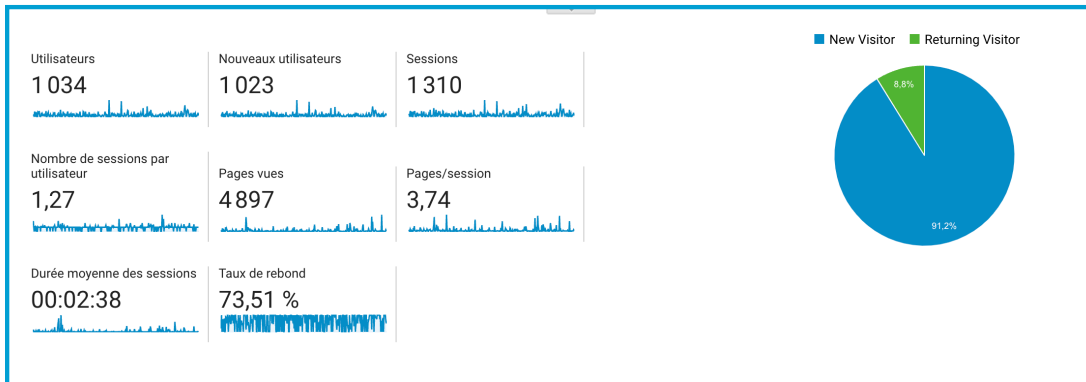 New Visitor
Returning Visitor
Utilisateurs
1 034
Nouveaux utilisateurs
1 023
Sessions
1 310
8,8%
Nombre de sessions par
utilisateur
1,27
Pages vues
4 897
Pages/session
3,74
91,2%
Durée moyenne des sessions
00:02:38
Taux de rebond
73,51 %